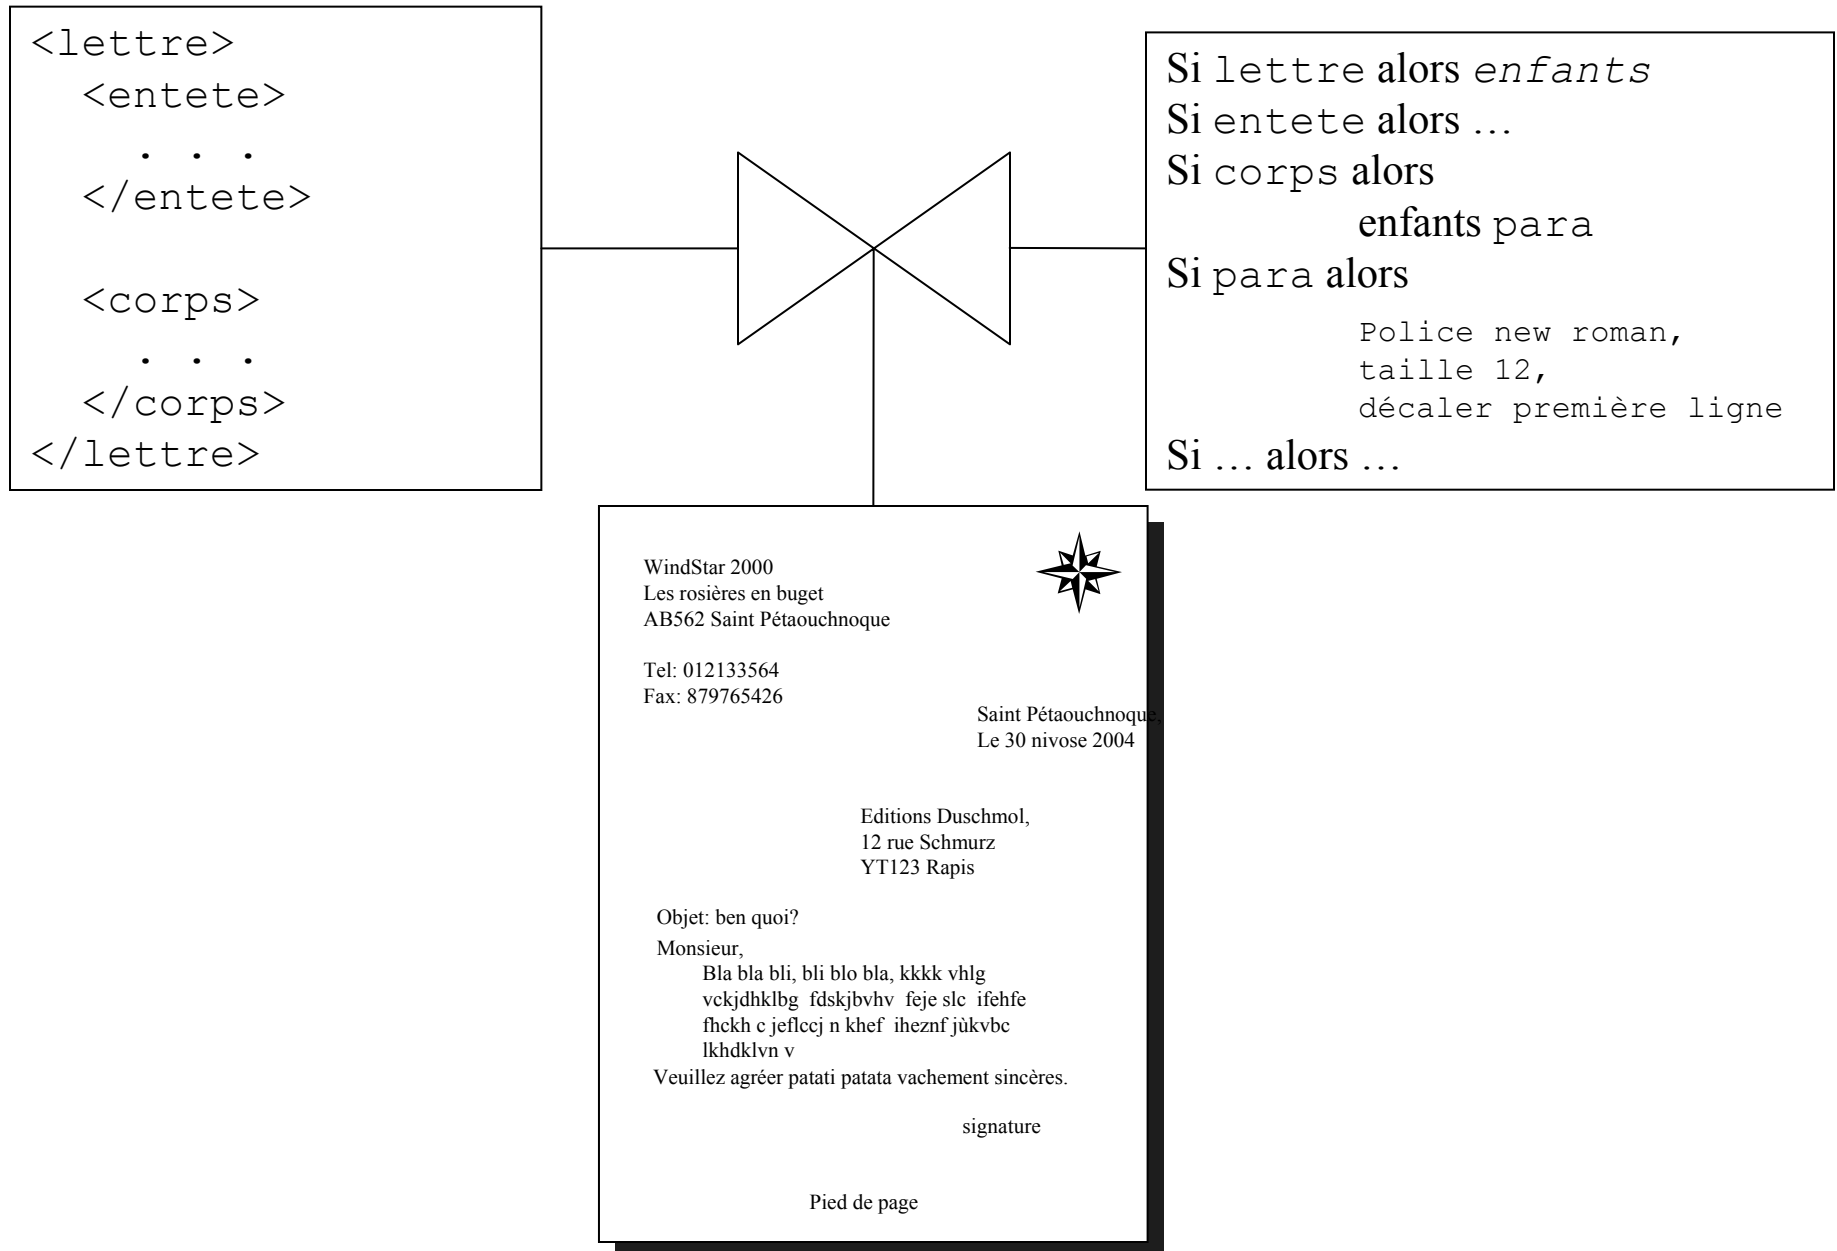 <lettre>
<entete>
. . .
</entete>
<corps>
. . .
</corps>
</lettre>
Si lettre alors enfants
Si entete alors …
Si corps alors
enfants para
Si para alors
Police new roman,
taille 12,
décaler première ligne
Si … alors …
WindStar 2000
Les rosières en buget
AB562 Saint Pétaouchnoque
Tel: 012133564
Fax: 879765426
Saint Pétaouchnoque,
Le 30 nivose 2004
Editions Duschmol,
12 rue Schmurz
YT123 Rapis
Objet: ben quoi?
Monsieur,
Bla bla bli, bli blo bla, kkkk vhlg
vckjdhklbg fdskjbvhv feje slc ifehfe
fhckh c jeflccj n khef iheznf jùkvbc
lkhdklvn v
Veuillez agréer patati patata vachement sincères.
signature
Pied de page